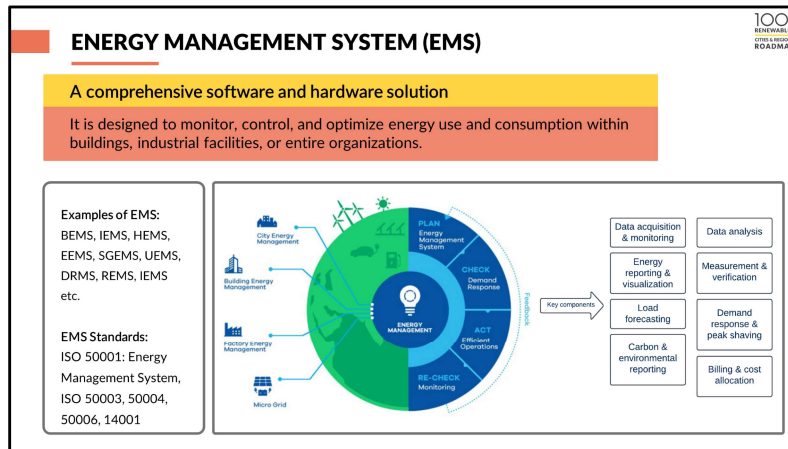 100
RENEWABLE
CITIES & REGIO
ROADMA
ENERGY MANAGEMENT SYSTEM (EMS)
A comprehensive software and hardware solution
It is designed to monitor, control, and optimize energy use and consumption within
buildings, industrial facilities, or entire organizations.
Examples of EMS:
BEMS, IEMS, HEMS,
EEMS, SGEMS, UEMS,
DRMS, REMS, IEMS
etc.
EMS Standards:
ISO 50001: Energy
Management System,
ISO 50003, 50004,
50006, 14001
City Energy
Management
Building Energy
Management
Factory Energy
Management
Micro Grid
ENERGY
MANAGEMENT
PLAN
Energy
Management
System
CHECK
Demand
Response
ACT
Efficient
Operations
RE-CHECK
Monitoring
Feedback
Key components
Data acquisition
& monitoring
Data analysis
Energy
reporting &
visualization
Measurement &
verification
Load
forecasting
Demand
response &
peak shaving
Carbon &
environmental
reporting
Billing & cost
allocation